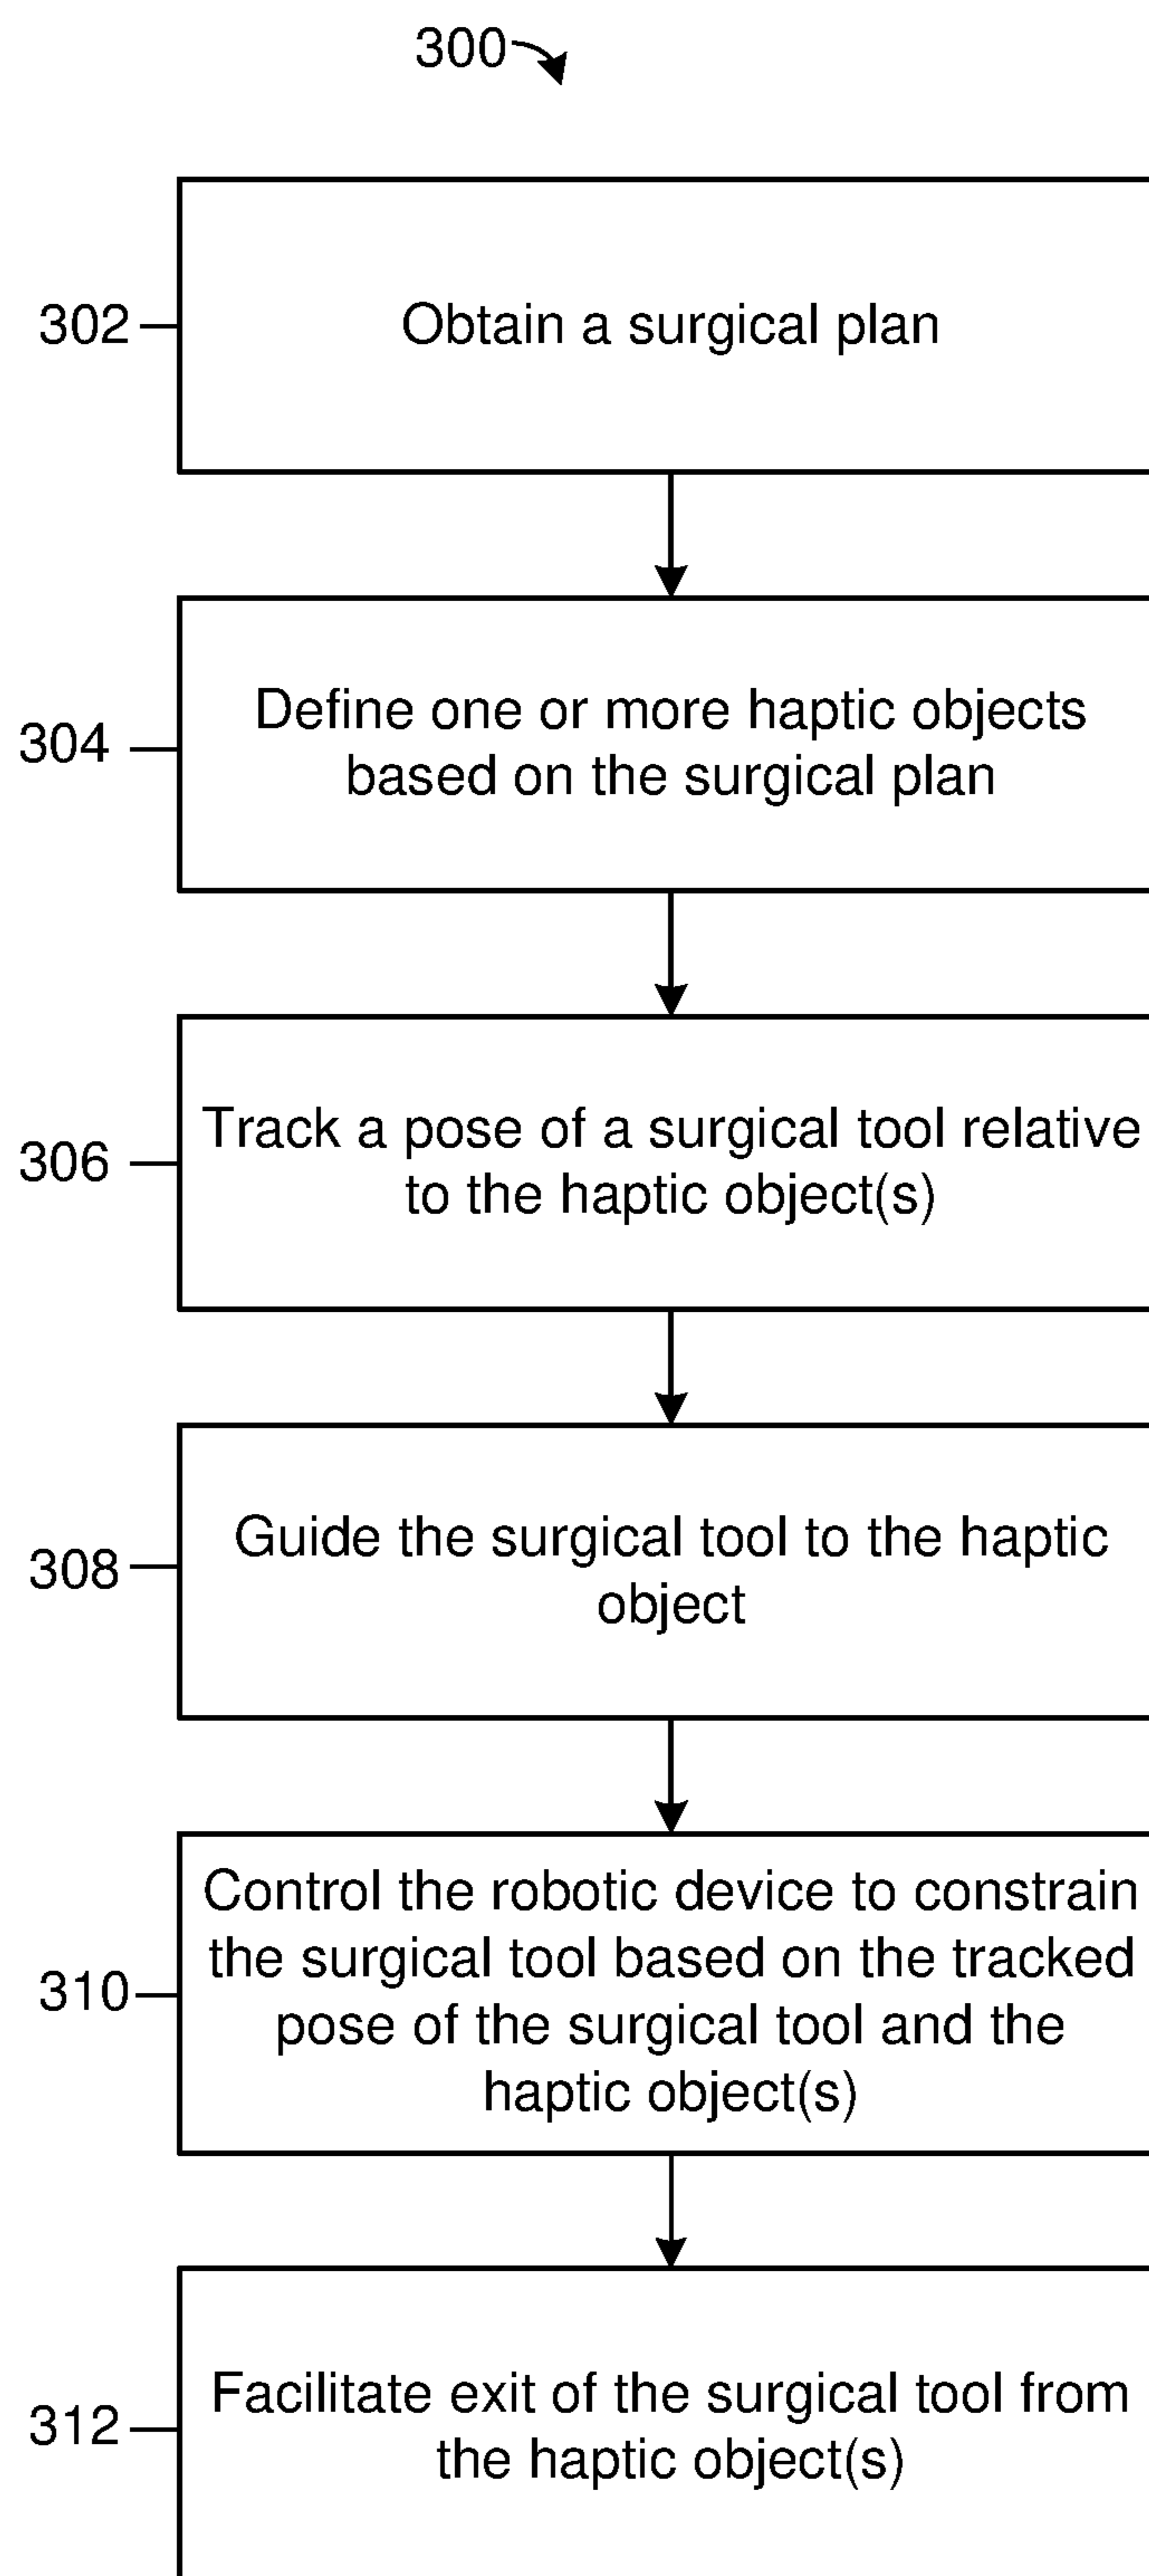 300
302
Obtain a surgical plan
304
Define one or more haptic objects
based on the surgical plan
306
Track a pose of a surgical tool relative
to the haptic object(s)
308
Guide the surgical tool to the haptic
object
310
Control the robotic device to constrain
the surgical tool based on the tracked
pose of the surgical tool and the
haptic object(s)
312
Facilitate exit of the surgical tool from
the haptic object(s)